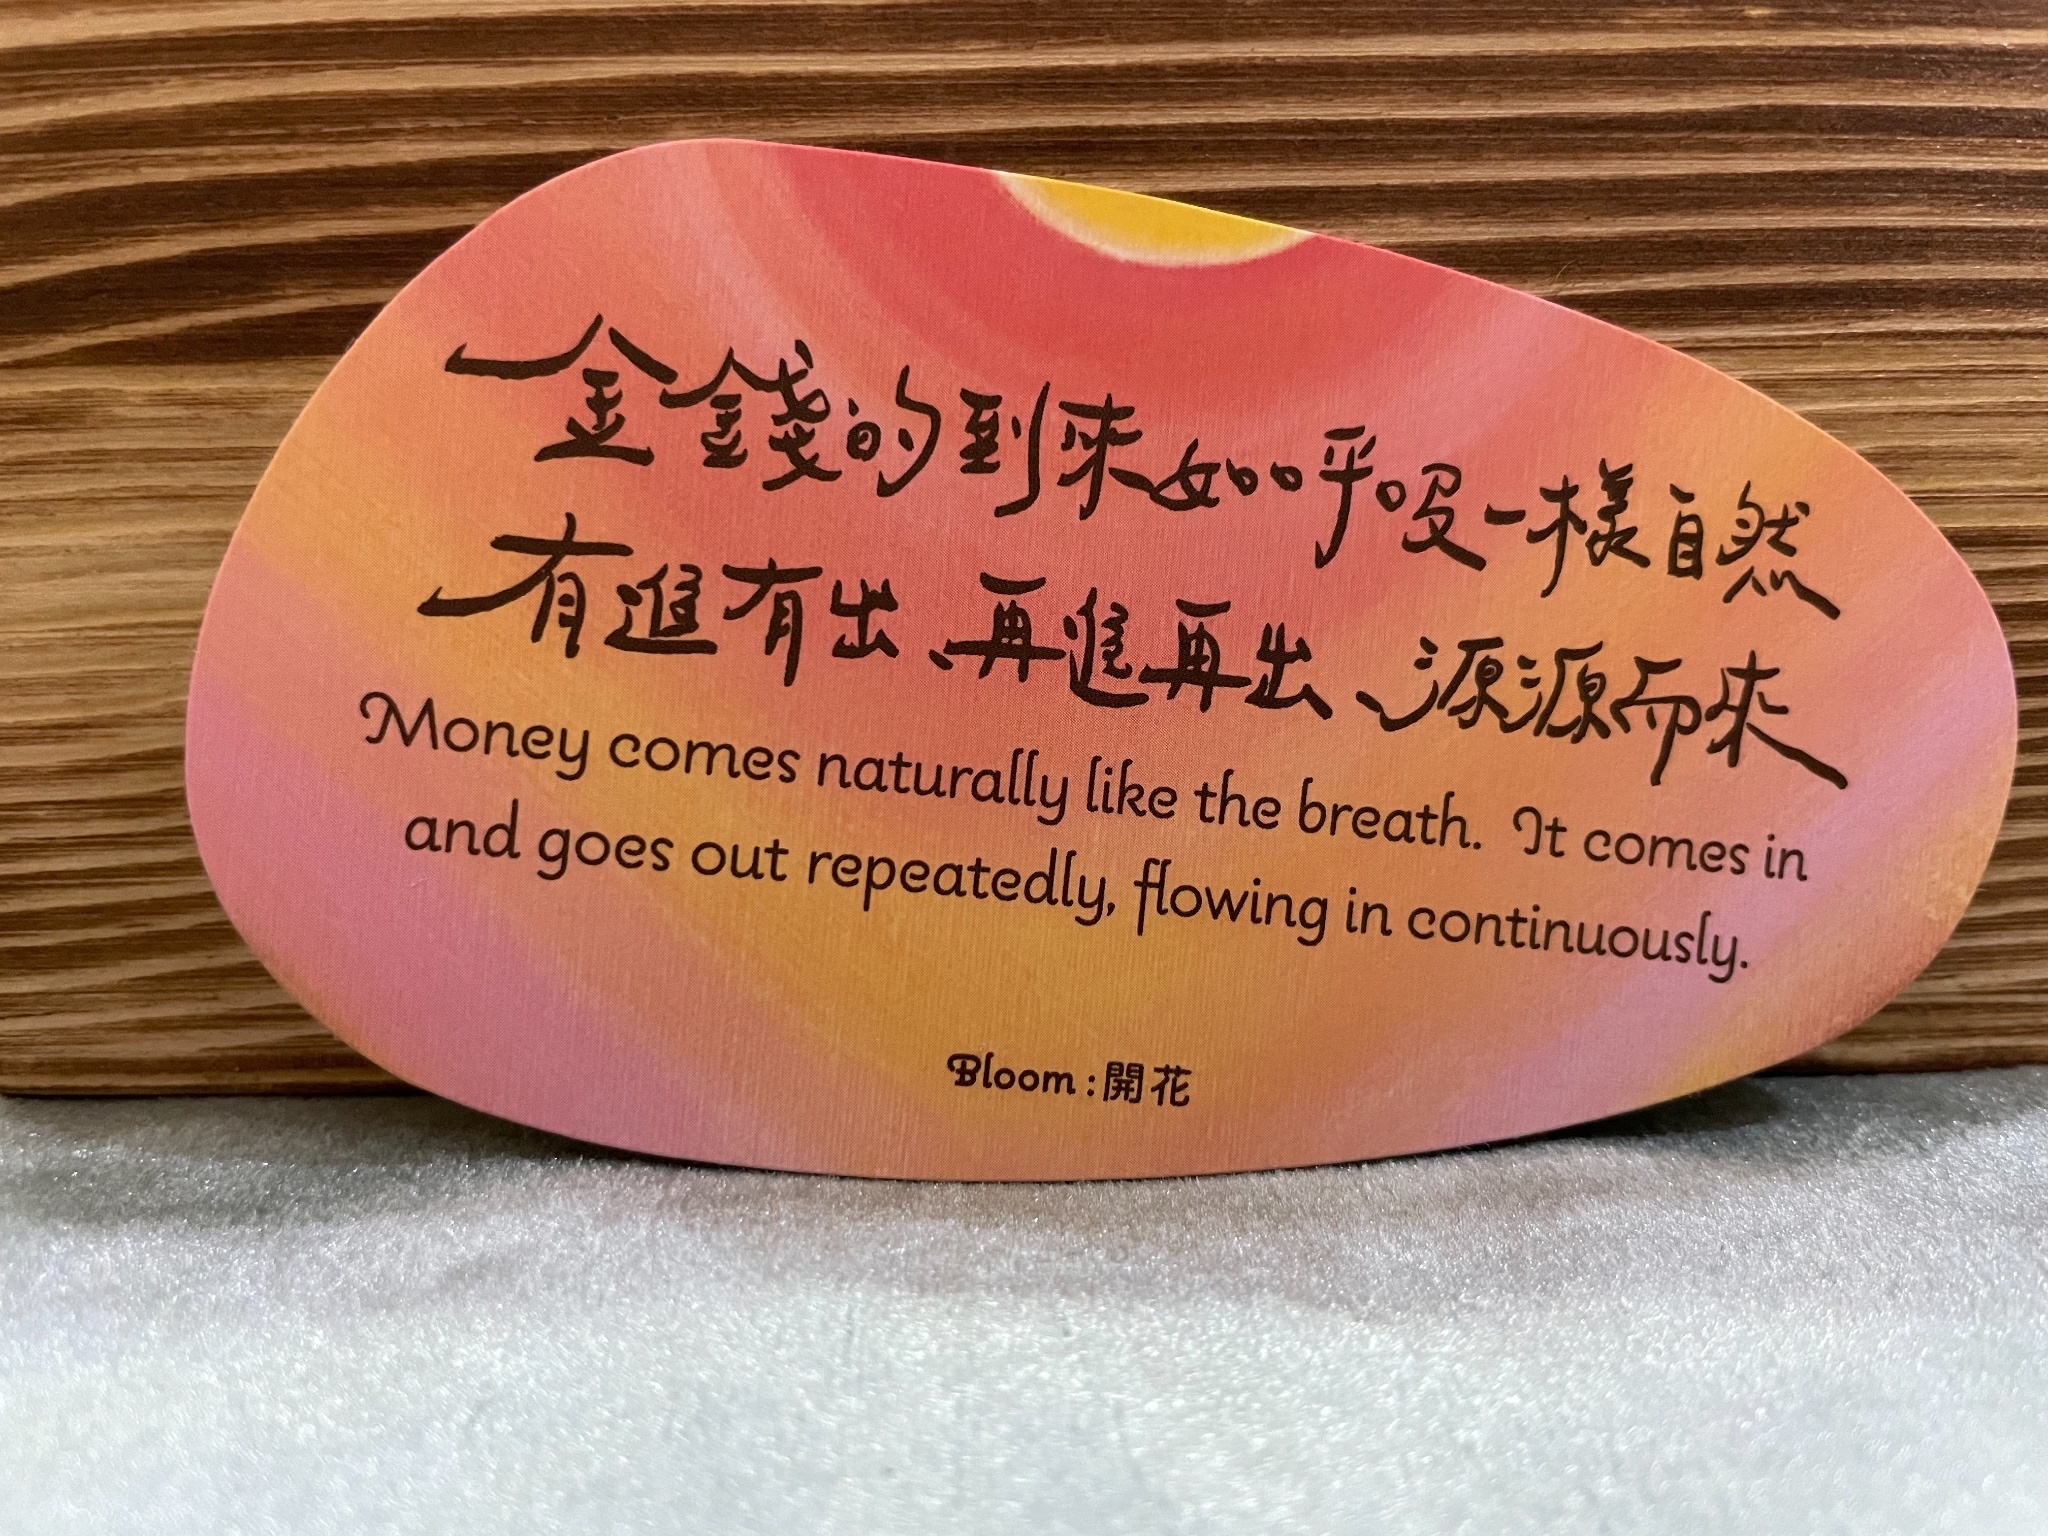 金錢的到來如呼吸一樣自然
有進有出、再進再出、源源而來
Money comes naturally like the breath. It comes in
and goes out repeatedly, flowing in continuously.
Bloom:開花